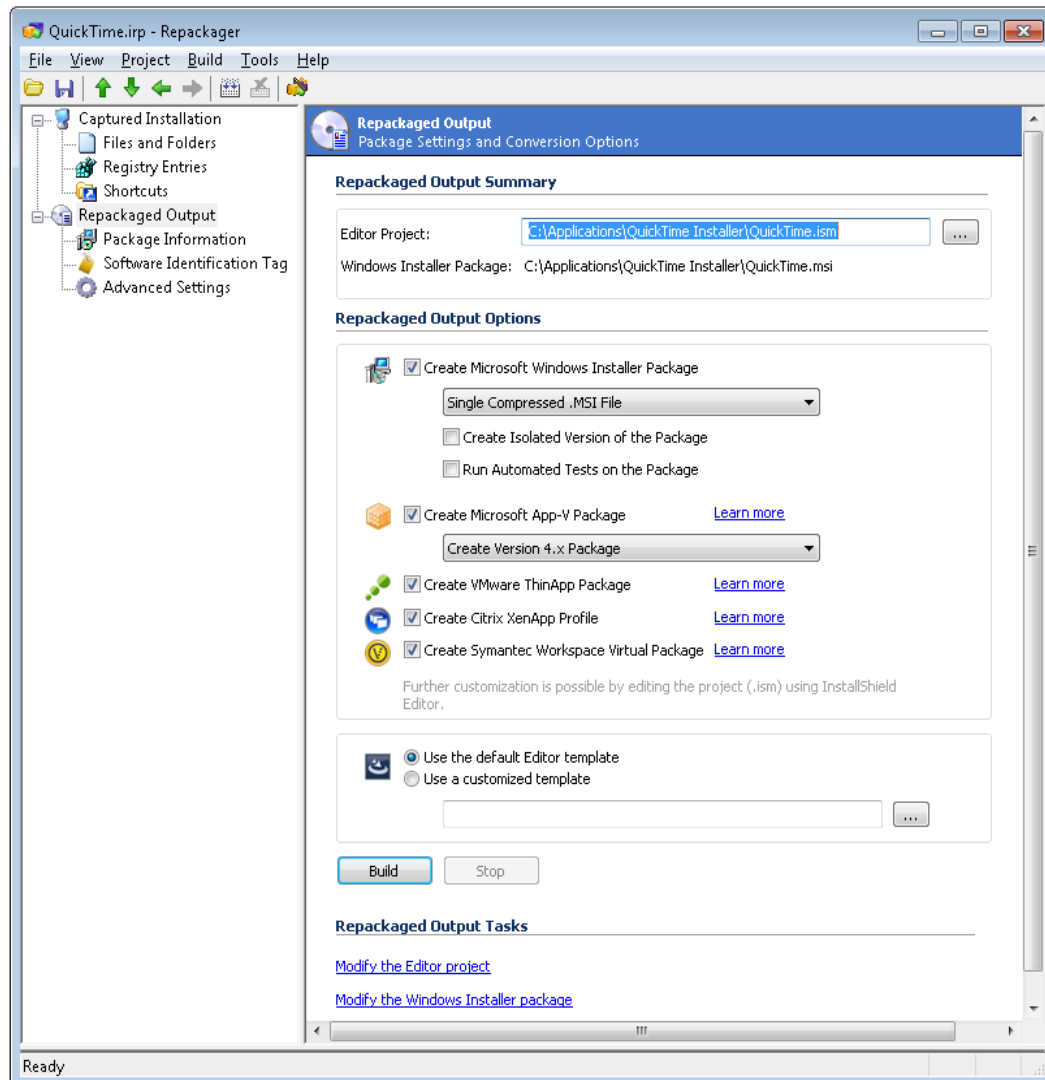 QuickTime.irp - Repackager
File View Project Build Tools Help
Captured Installation
Files and Folders
Registry Entries
Shortcuts
Repackaged Output
Package Information
Software Identification Tag
Advanced Settings
Repackaged Output
Package Settings and Conversion Options
Repackaged Output Summary
Editor Project: C:\Applications\QuickTime Installer\QuickTime.ism ...
Windows Installer Package: C:\Applications\QuickTime Installer\QuickTime.msi
Repackaged Output Options
Create Microsoft Windows Installer Package
Single Compressed .MSI File
Create Isolated Version of the Package
Run Automated Tests on the Package
Create Microsoft App-V Package Learn more
Create Version 4.x Package
Create VMware ThinApp Package Learn more
Create Citrix XenApp Profile Learn more
Create Symantec Workspace Virtual Package Learn more
Further customization is possible by editing the project (.ism) using InstallShield
Editor.
Use the default Editor template
Use a customized template
...
Build Stop
Repackaged Output Tasks
Modify the Editor project
Modify the Windows Installer package
Ready